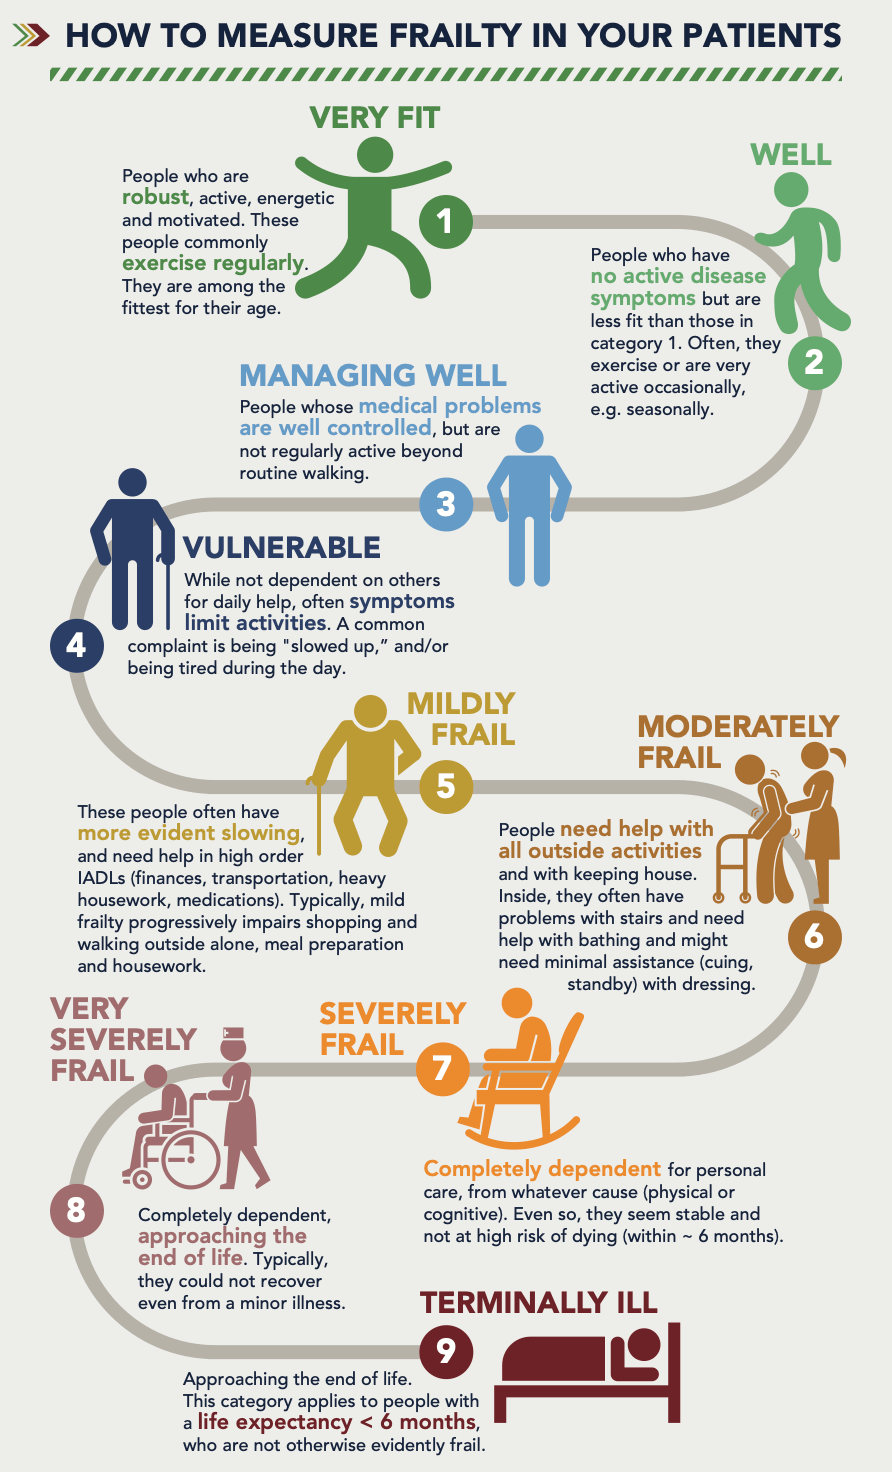 HOW TO MEASURE FRAILTY IN YOUR PATIENTS
VERY FIT
People who are
robust, active, energetic
and motivated. These
people commonly
exercise regularly.
They are among the
fittest for their age.
1
WELL
People who have
no active disease
symptoms but are
less fit than those in
category 1. Often, they
exercise or are very
active occasionally,
e.g. seasonally.
2
MANAGING WELL
People whose medical problems
are well controlled, but are
not regularly active beyond
routine walking.
3
VULNERABLE
While not dependent on others
for daily help, often symptoms
limit activities. A common
complaint is being "slowed up,” and/or
being tired during the day.
4
MILDLY
FRAIL
5
These people often have
more evident slowing,
and need help in high order
IADLs (finances, transportation, heavy
housework, medications). Typically, mild
frailty progressively impairs shopping and
walking outside alone, meal preparation
and housework.
MODERATELY
FRAIL
People need help with
all outside activities
and with keeping house.
Inside, they often have
problems with stairs and need
help with bathing and might
need minimal assistance (cuing,
standby) with dressing.
6
SEVERELY
FRAIL
7
Completely dependent for personal
care, from whatever cause (physical or
cognitive). Even so, they seem stable and
not at high risk of dying (within ~ 6 months).
VERY
SEVERELY
FRAIL
8
Completely dependent,
approaching the
end of life. Typically,
they could not recover
even from a minor illness.
TERMINALLY ILL
9
Approaching the end of life.
This category applies to people with
a life expectancy < 6 months,
who are not otherwise evidently frail.